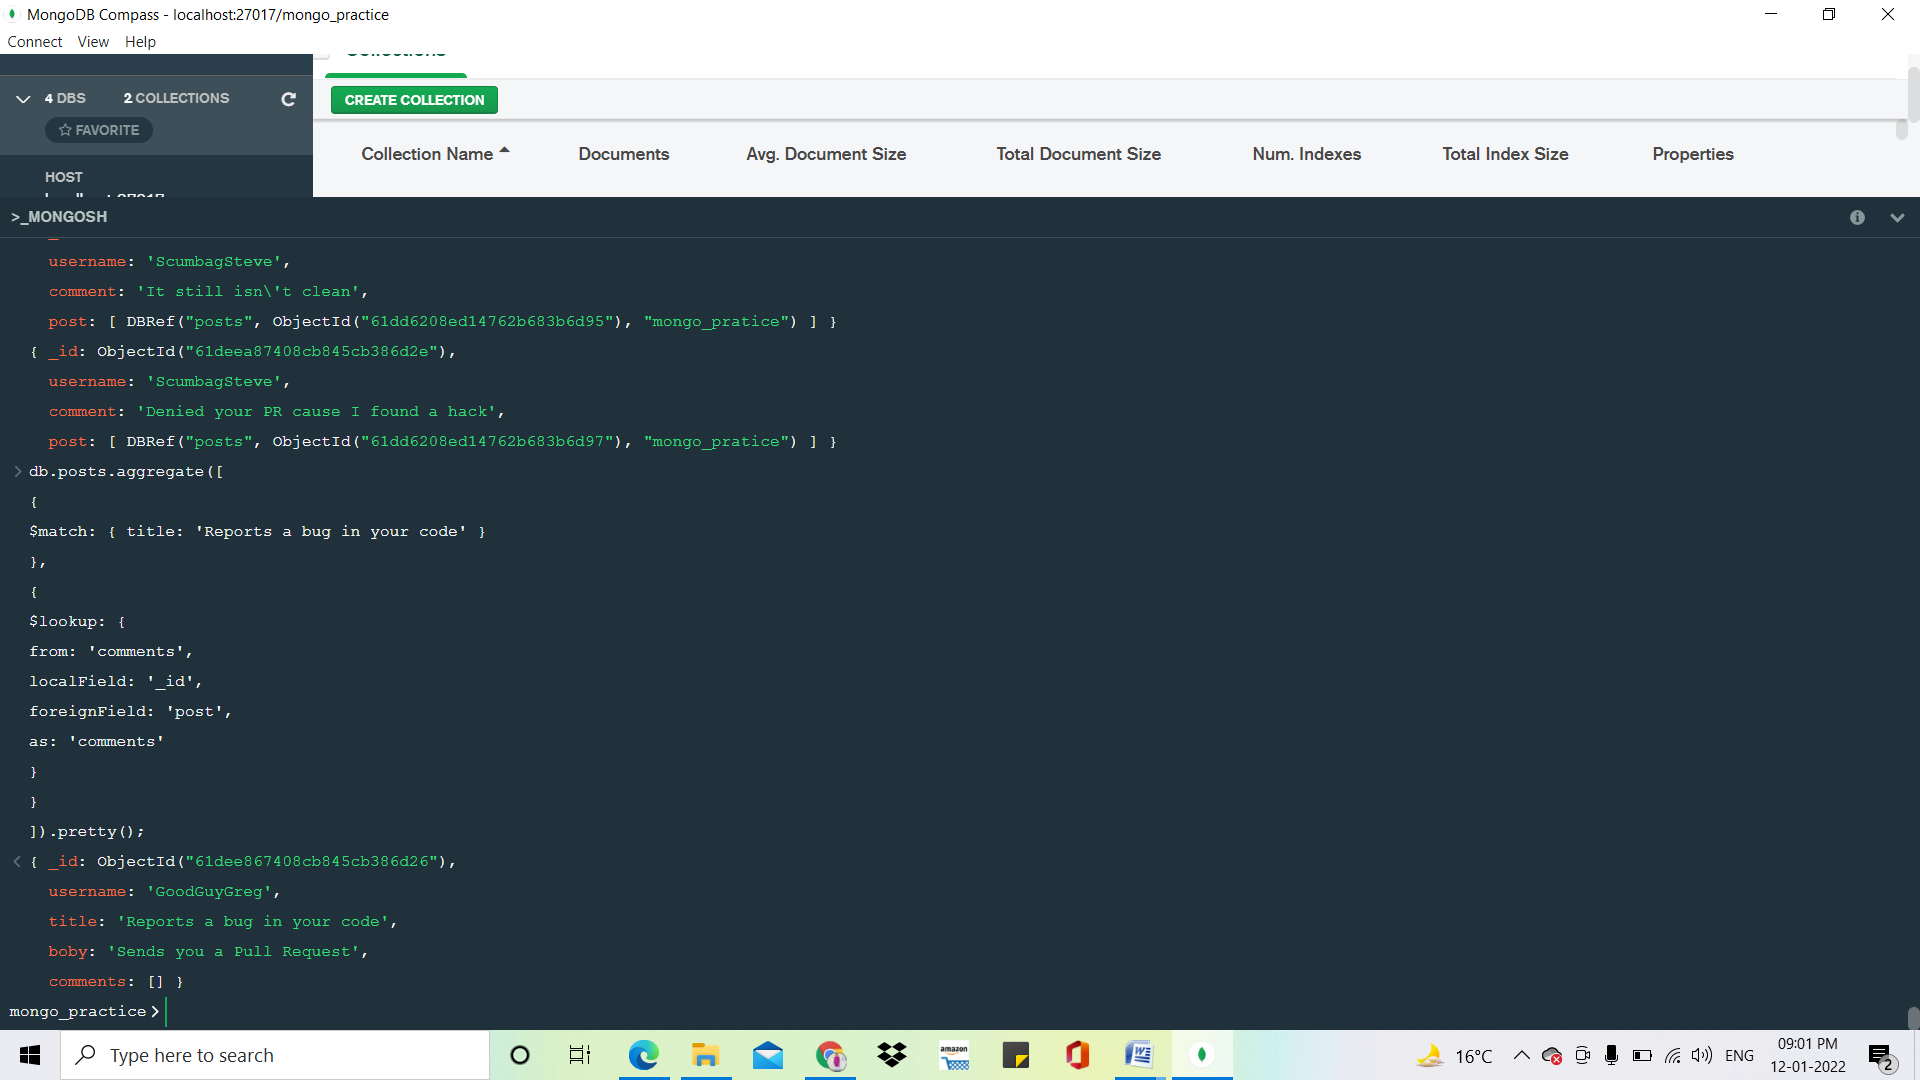 MongoDB Compass - localhost:27017/mongo_practice
Connect View Help
Collections
4 DBS 2 COLLECTIONS
FAVORITE
HOST
localhost:27017
CREATE COLLECTION
Collection Name Documents Avg. Document Size Total Document Size Num. Indexes Total Index Size Properties
>_MONGOSH
username: 'ScumbagSteve',
comment: 'It still isn\'t clean',
post: [ DBRef("posts", ObjectId("61dd6208ed14762b683b6d95"), "mongo_pratice") ] }
{ _id: ObjectId("61deea87408cb845cb386d2e"),
username: 'ScumbagSteve',
comment: 'Denied your PR cause I found a hack',
post: [ DBRef("posts", ObjectId("61dd6208ed14762b683b6d97"), "mongo_pratice") ] }
> db.posts.aggregate([
{
$match: { title: 'Reports a bug in your code' }
},
{
$lookup: {
from: 'comments',
localField: '_id',
foreignField: 'post',
as: 'comments'
}
}
]).pretty();
< { _id: ObjectId("61dee867408cb845cb386d26"),
username: 'GoodGuyGreg',
title: 'Reports a bug in your code',
boby: 'Sends you a Pull Request',
comments: [] }
mongo_practice >
Type here to search
amazon
16°C
ENG
09:01 PM
12-01-2022
2